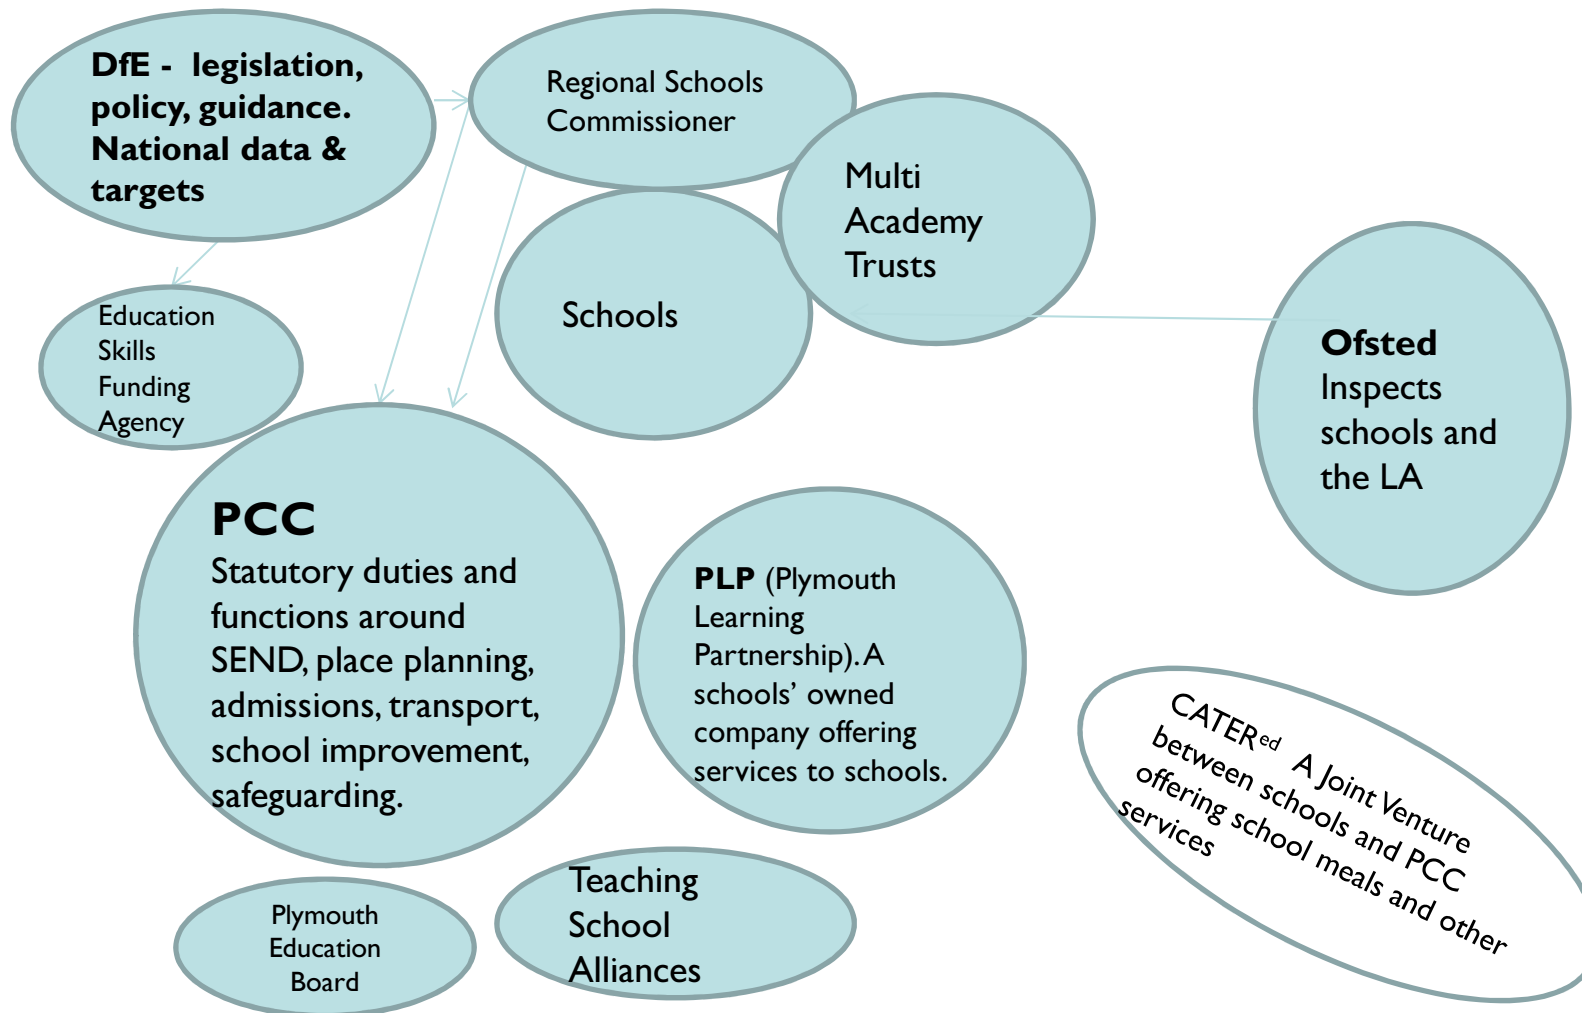 DfE -  legislation,
policy, guidance.
National data &
targets
Regional Schools
Commissioner
Multi
Academy
Trusts
Schools
Education
Skills
Funding
Agency
Ofsted
Inspects
schools and
the LA
PCC
Statutory duties and
functions around
SEND, place planning,
admissions, transport,
school improvement,
safeguarding.
PLP (Plymouth
Learning
Partnership). A
schools’ owned
company offering
services to schools.
CATERed  A Joint Venture
between schools and PCC
offering school meals and other
services
Teaching
School
Alliances
Plymouth
Education
Board